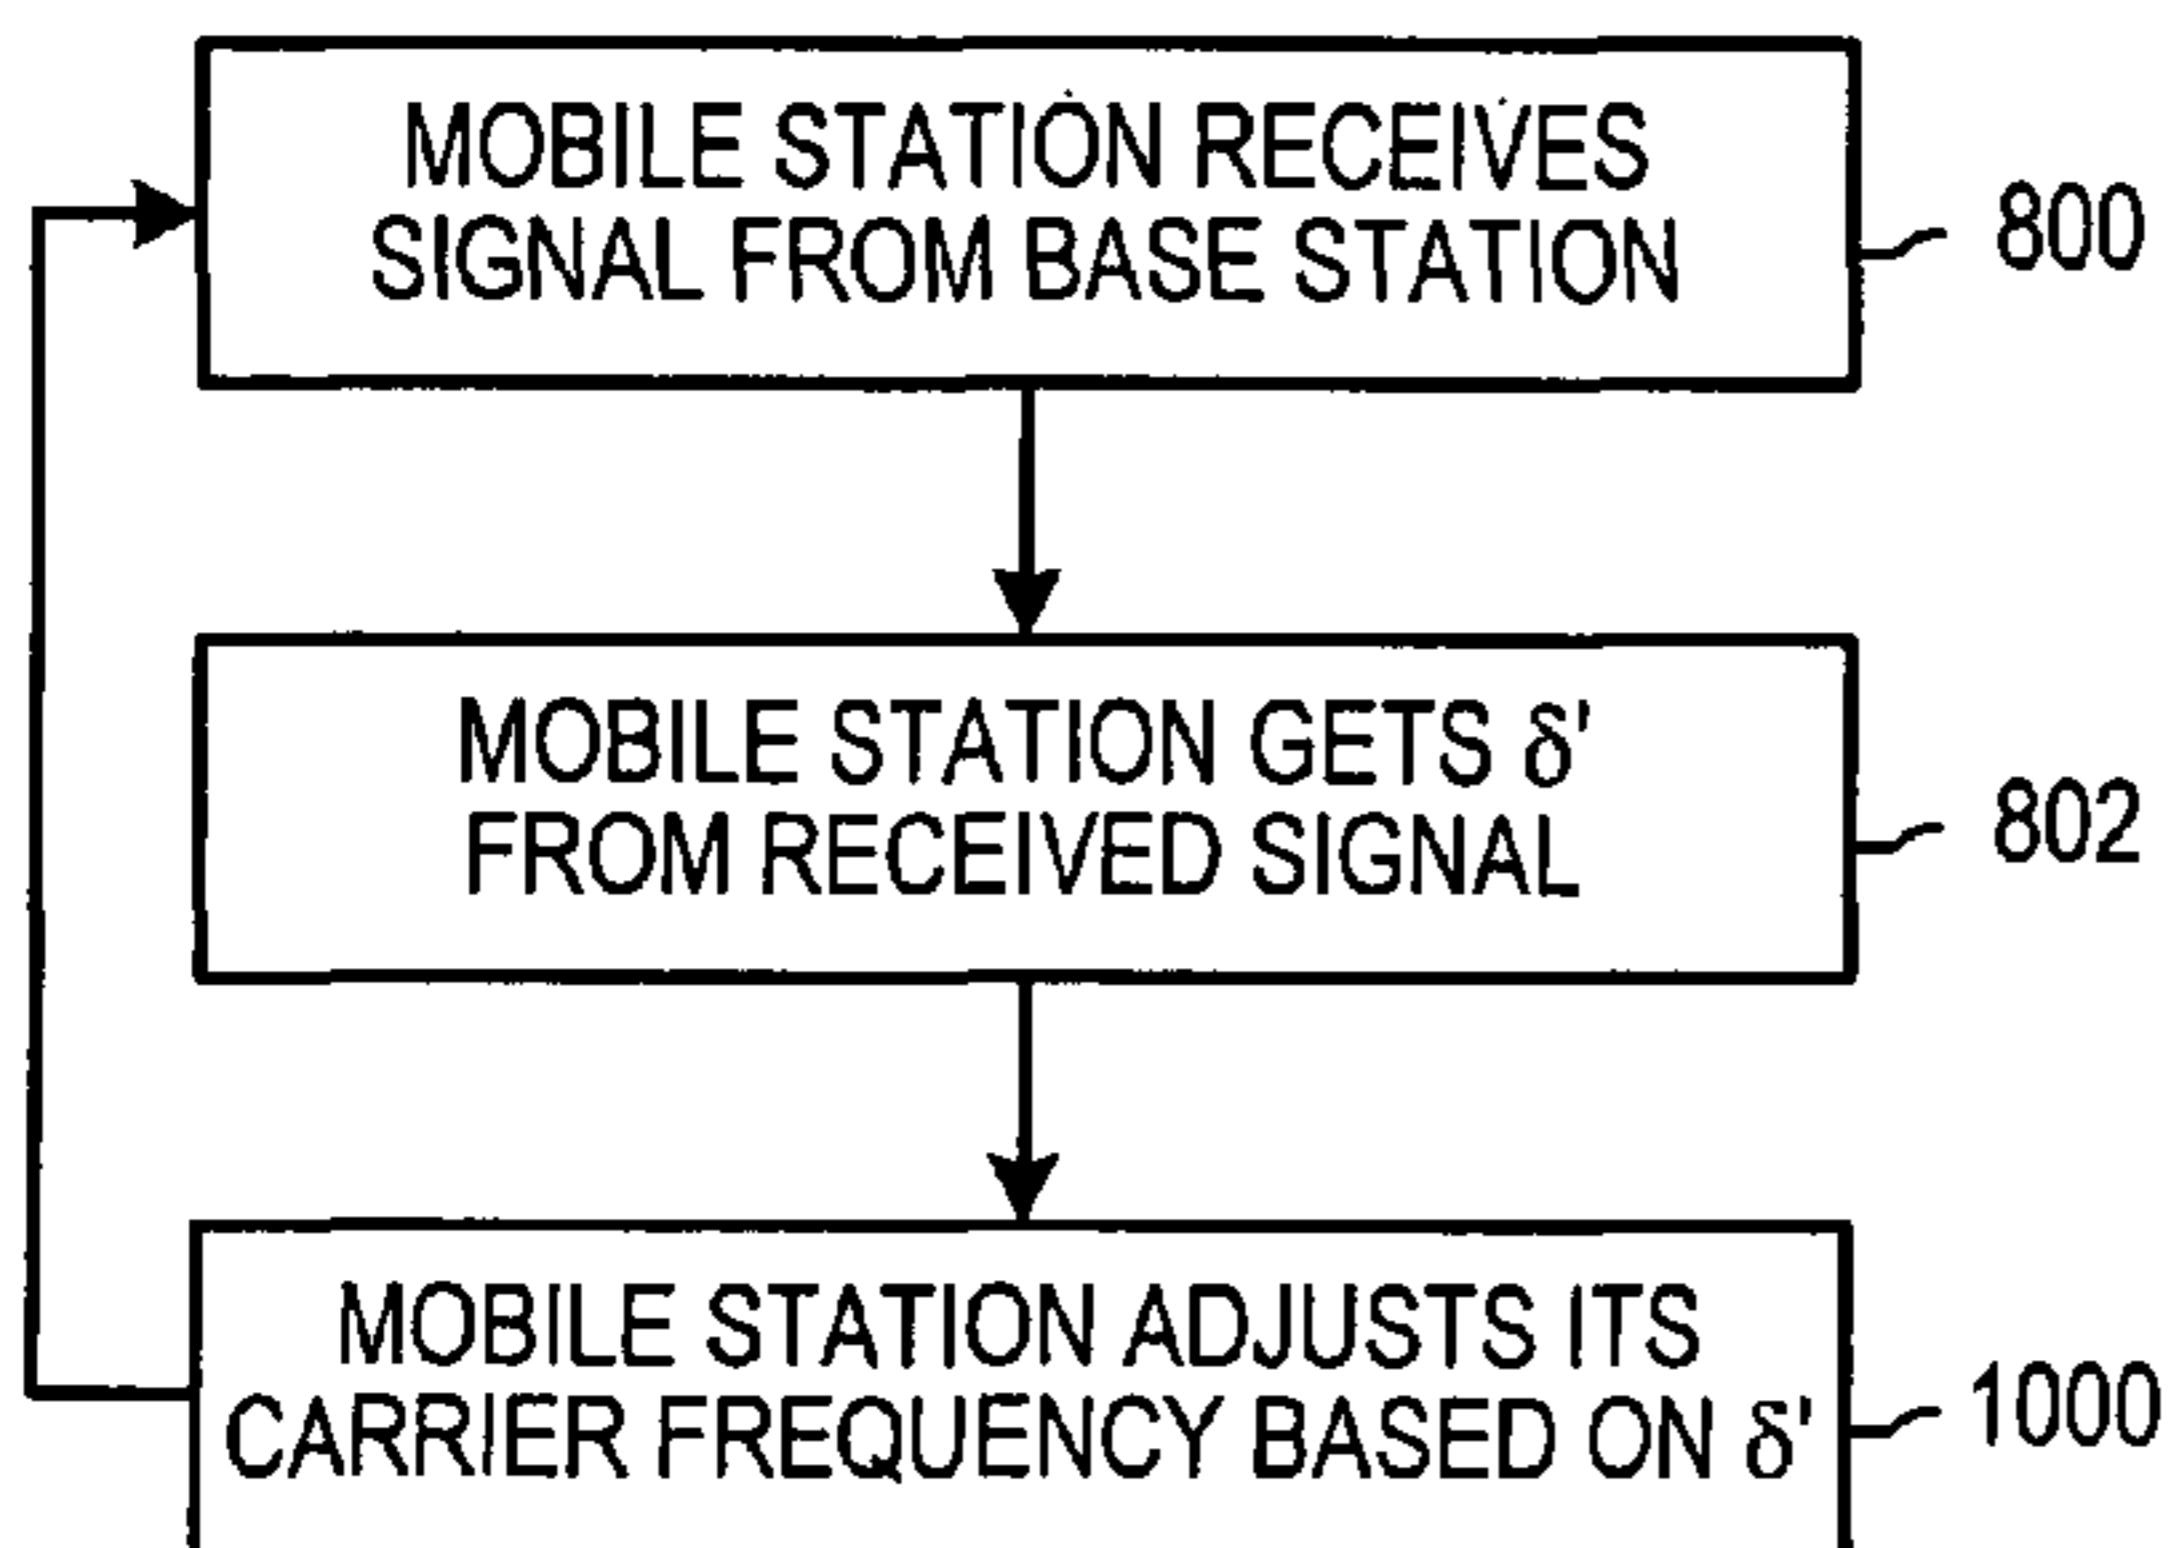 MOBILE STATION RECEIVES
SIGNAL FROM BASE STATION
800
MOBILE STATION GETS δ'
FROM RECEIVED SIGNAL
802
MOBILE STATION ADJUSTS ITS
CARRIER FREQUENCY BASED ON δ'
1000